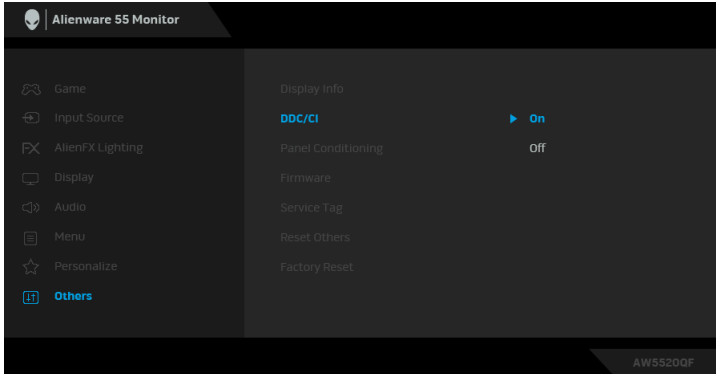 Alienware 55 Monitor
Game
Display Info
Input Source
DDC/CI
On
FX AlienFX Lighting
Panel Conditioning
Off
Display
Firmware
Audio
Service Tag
Menu
Reset Others
Personalize
Factory Reset
Others
AW5520QF